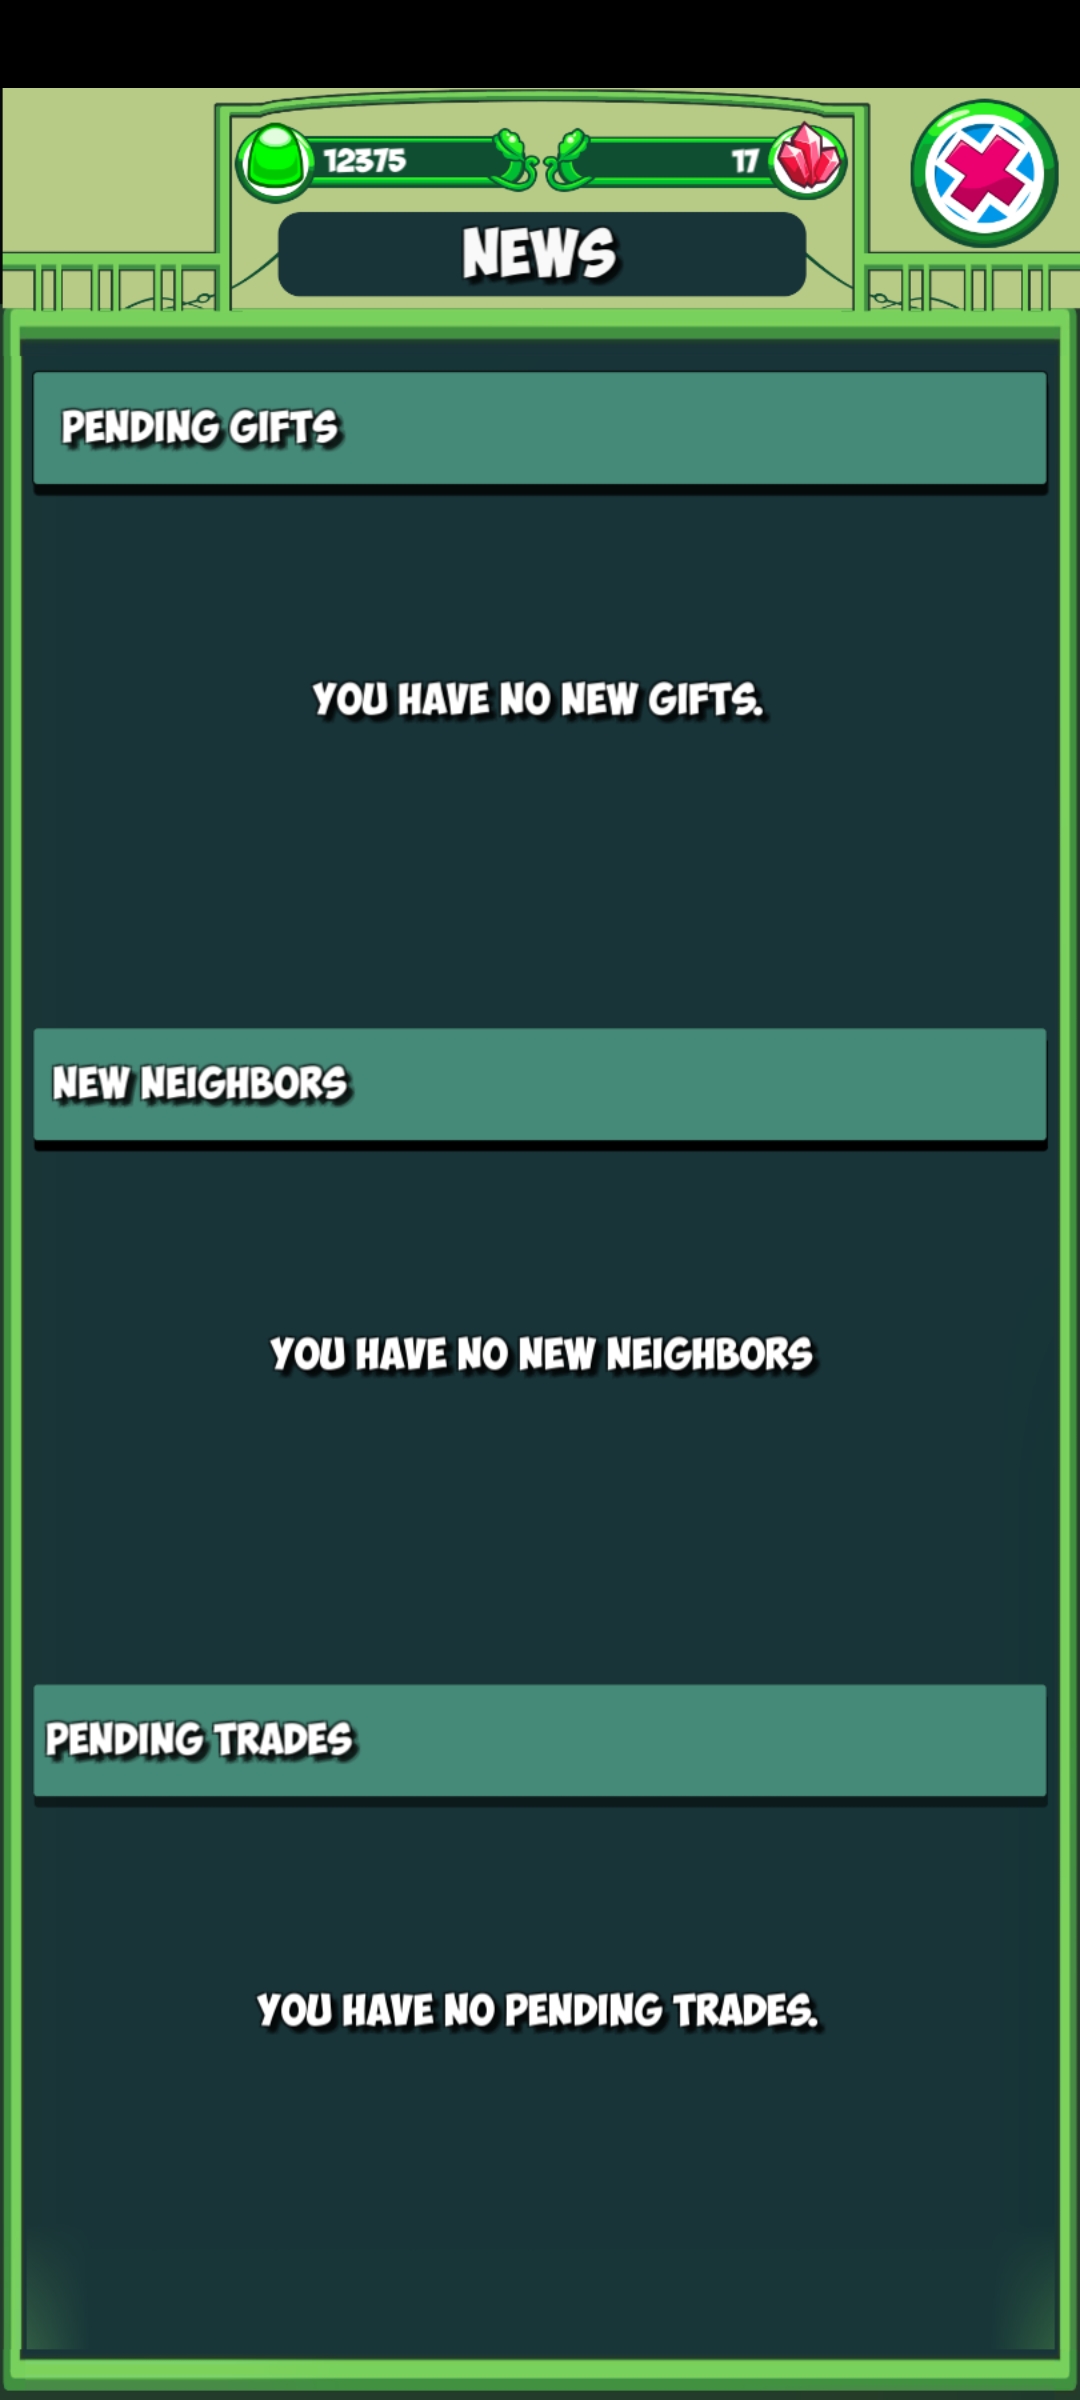 12375
17
NEWS
PENDING GIFTS
YOU HAVE NO NEW GIFTS.
NEW NEIGHBORS
YOU HAVE NO NEW NEIGHBORS
PENDING TRADES
YOU HAVE NO PENDING TRADES.